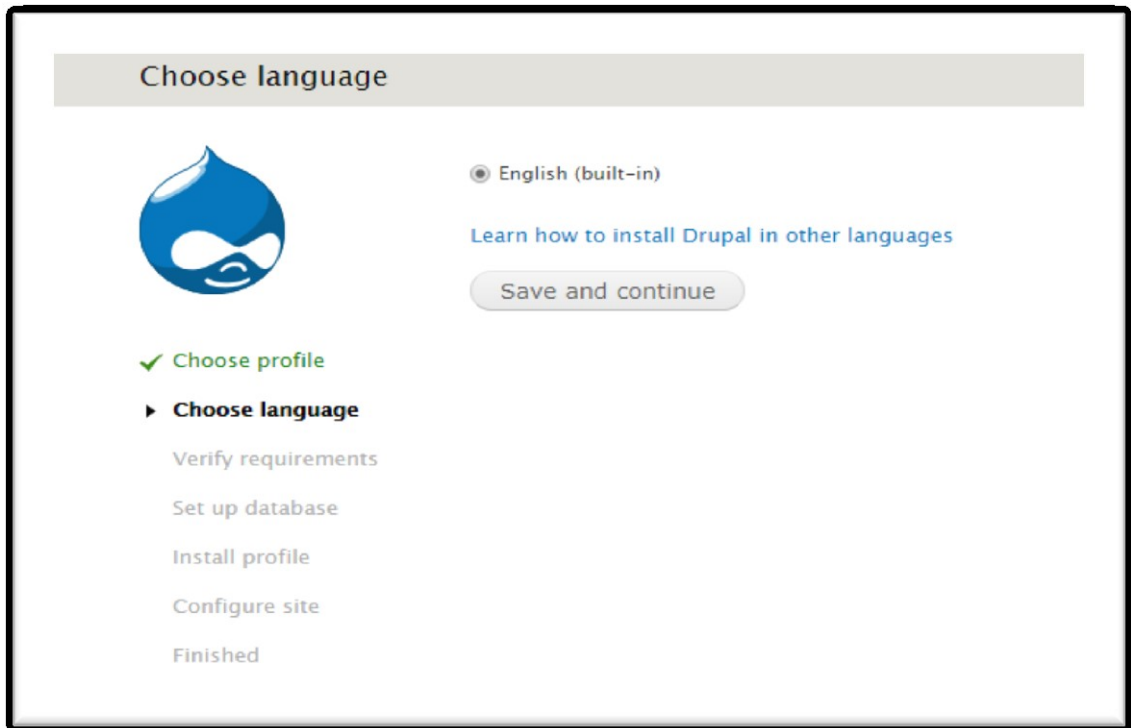 Choose language
English (built-in)
Learn how to install Drupal in other languages
Save and continue
Choose profile
Choose language
Verify requirements
Set up database
Install profile
Configure site
Finished